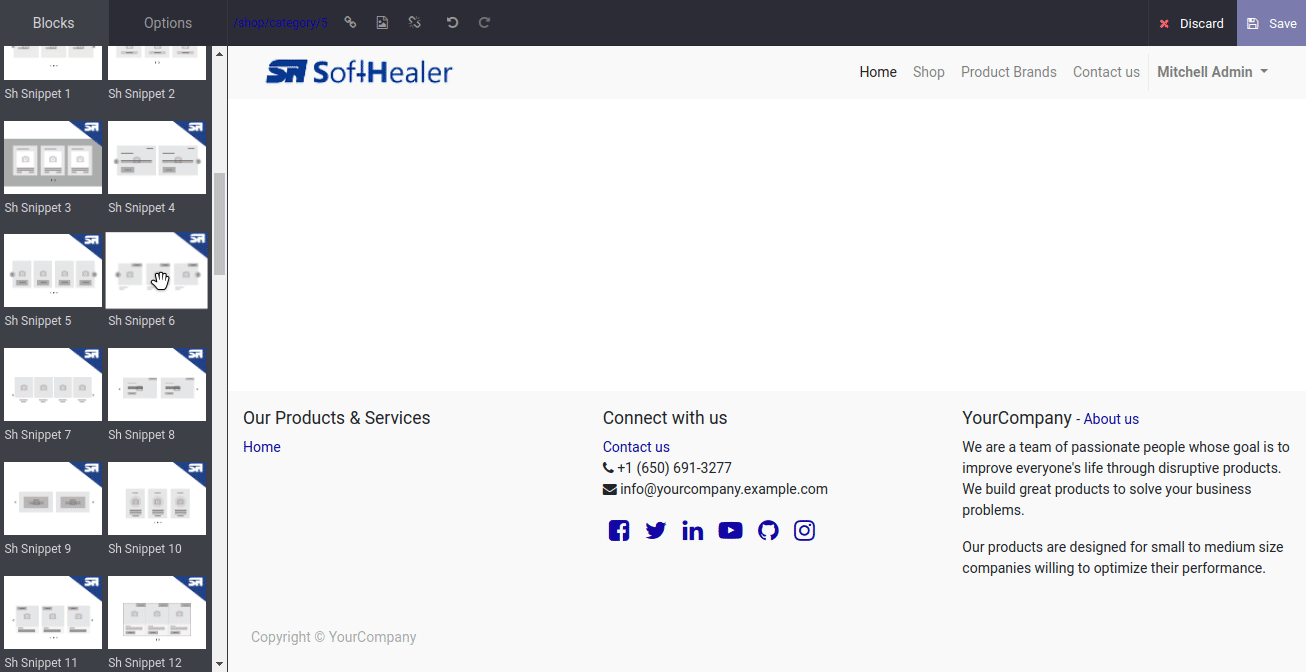 Blocks
Options
/shop/category/5
Discard
Save
Sh Snippet 1
Sh Snippet 2
Sh Snippet 3
Sh Snippet 4
Sh Snippet 5
Sh Snippet 6
Sh Snippet 7
Sh Snippet 8
Sh Snippet 9
Sh Snippet 10
Sh Snippet 11
Sh Snippet 12
SoftHealer
Home
Shop
Product Brands
Contact us
Mitchell Admin
Our Products & Services
Home
Connect with us
Contact us
+1 (650) 691-3277
info@yourcompany.example.com
YourCompany - About us
We are a team of passionate people whose goal is to
improve everyone's life through disruptive products.
We build great products to solve your business
problems.
Our products are designed for small to medium size
companies willing to optimize their performance.
Copyright © YourCompany